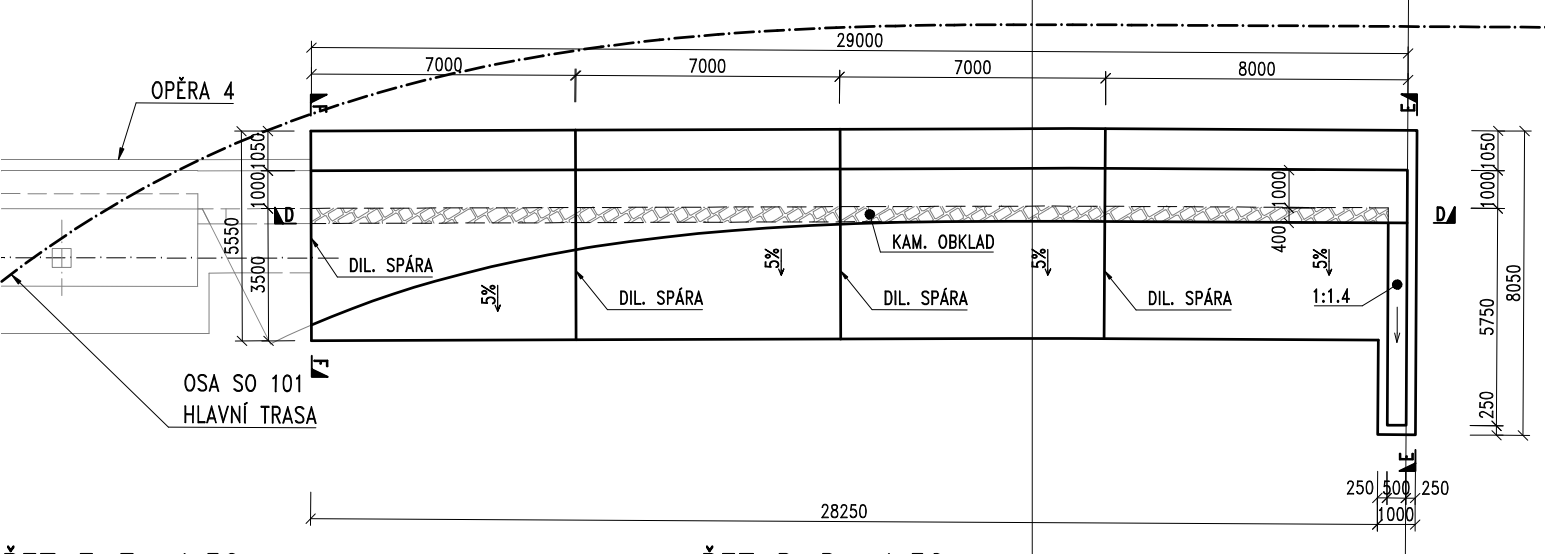 29000
7000
7000
7000
8000
OPĚRA 4
F
E
1050
1000
5550
3500
D
D
KAM. OBKLAD
1000
400
1050
1000
5750
8050
250
DIL. SPÁRA
DIL. SPÁRA
DIL. SPÁRA
DIL. SPÁRA
5%
5%
5%
5%
1:1.4
F
OSA SO 101
HLAVNÍ TRASA
E
250
500
250
28250
1000